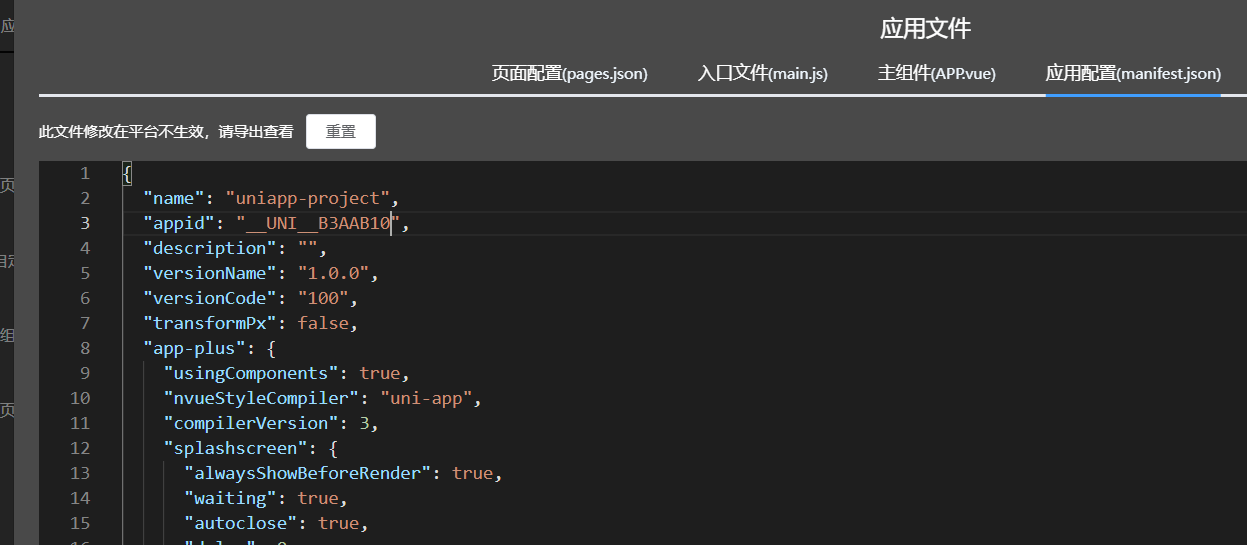 应
应用文件
页面配置(pages.json) 入口文件(main.js) 主组件(APP.vue) 应用配置(manifest.json)
此文件修改在平台不生效，请导出查看 重置
1 {
2 "name": "uniapp-project",
3 "appid": "__UNI__B3AAB10",
4 "description": "",
5 "versionName": "1.0.0",
6 "versionCode": "100",
7 "transformPx": false,
8 "app-plus": {
9 "usingComponents": true,
10 "nvueStyleCompiler": "uni-app",
11 "compilerVersion": 3,
12 "splashscreen": {
13 "alwaysShowBeforeRender": true,
14 "waiting": true,
15 "autoclose": true,
页
自定
组
页